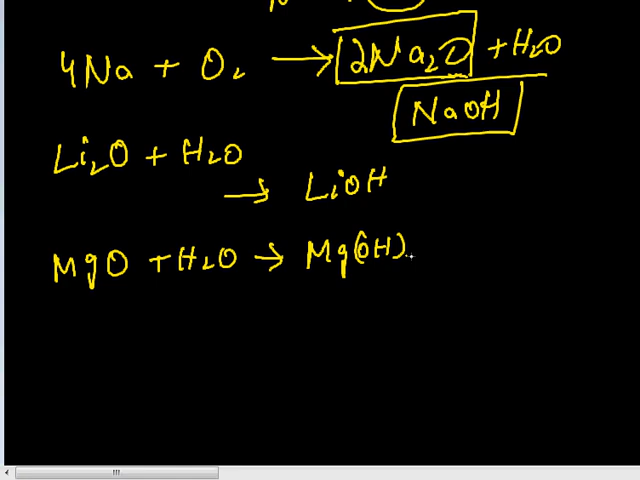 4Na + O₂ → 2Na₂O + H₂O
NaOH
Li₂O + H₂O
→ LiOH
MgO + H₂O → Mg(OH)